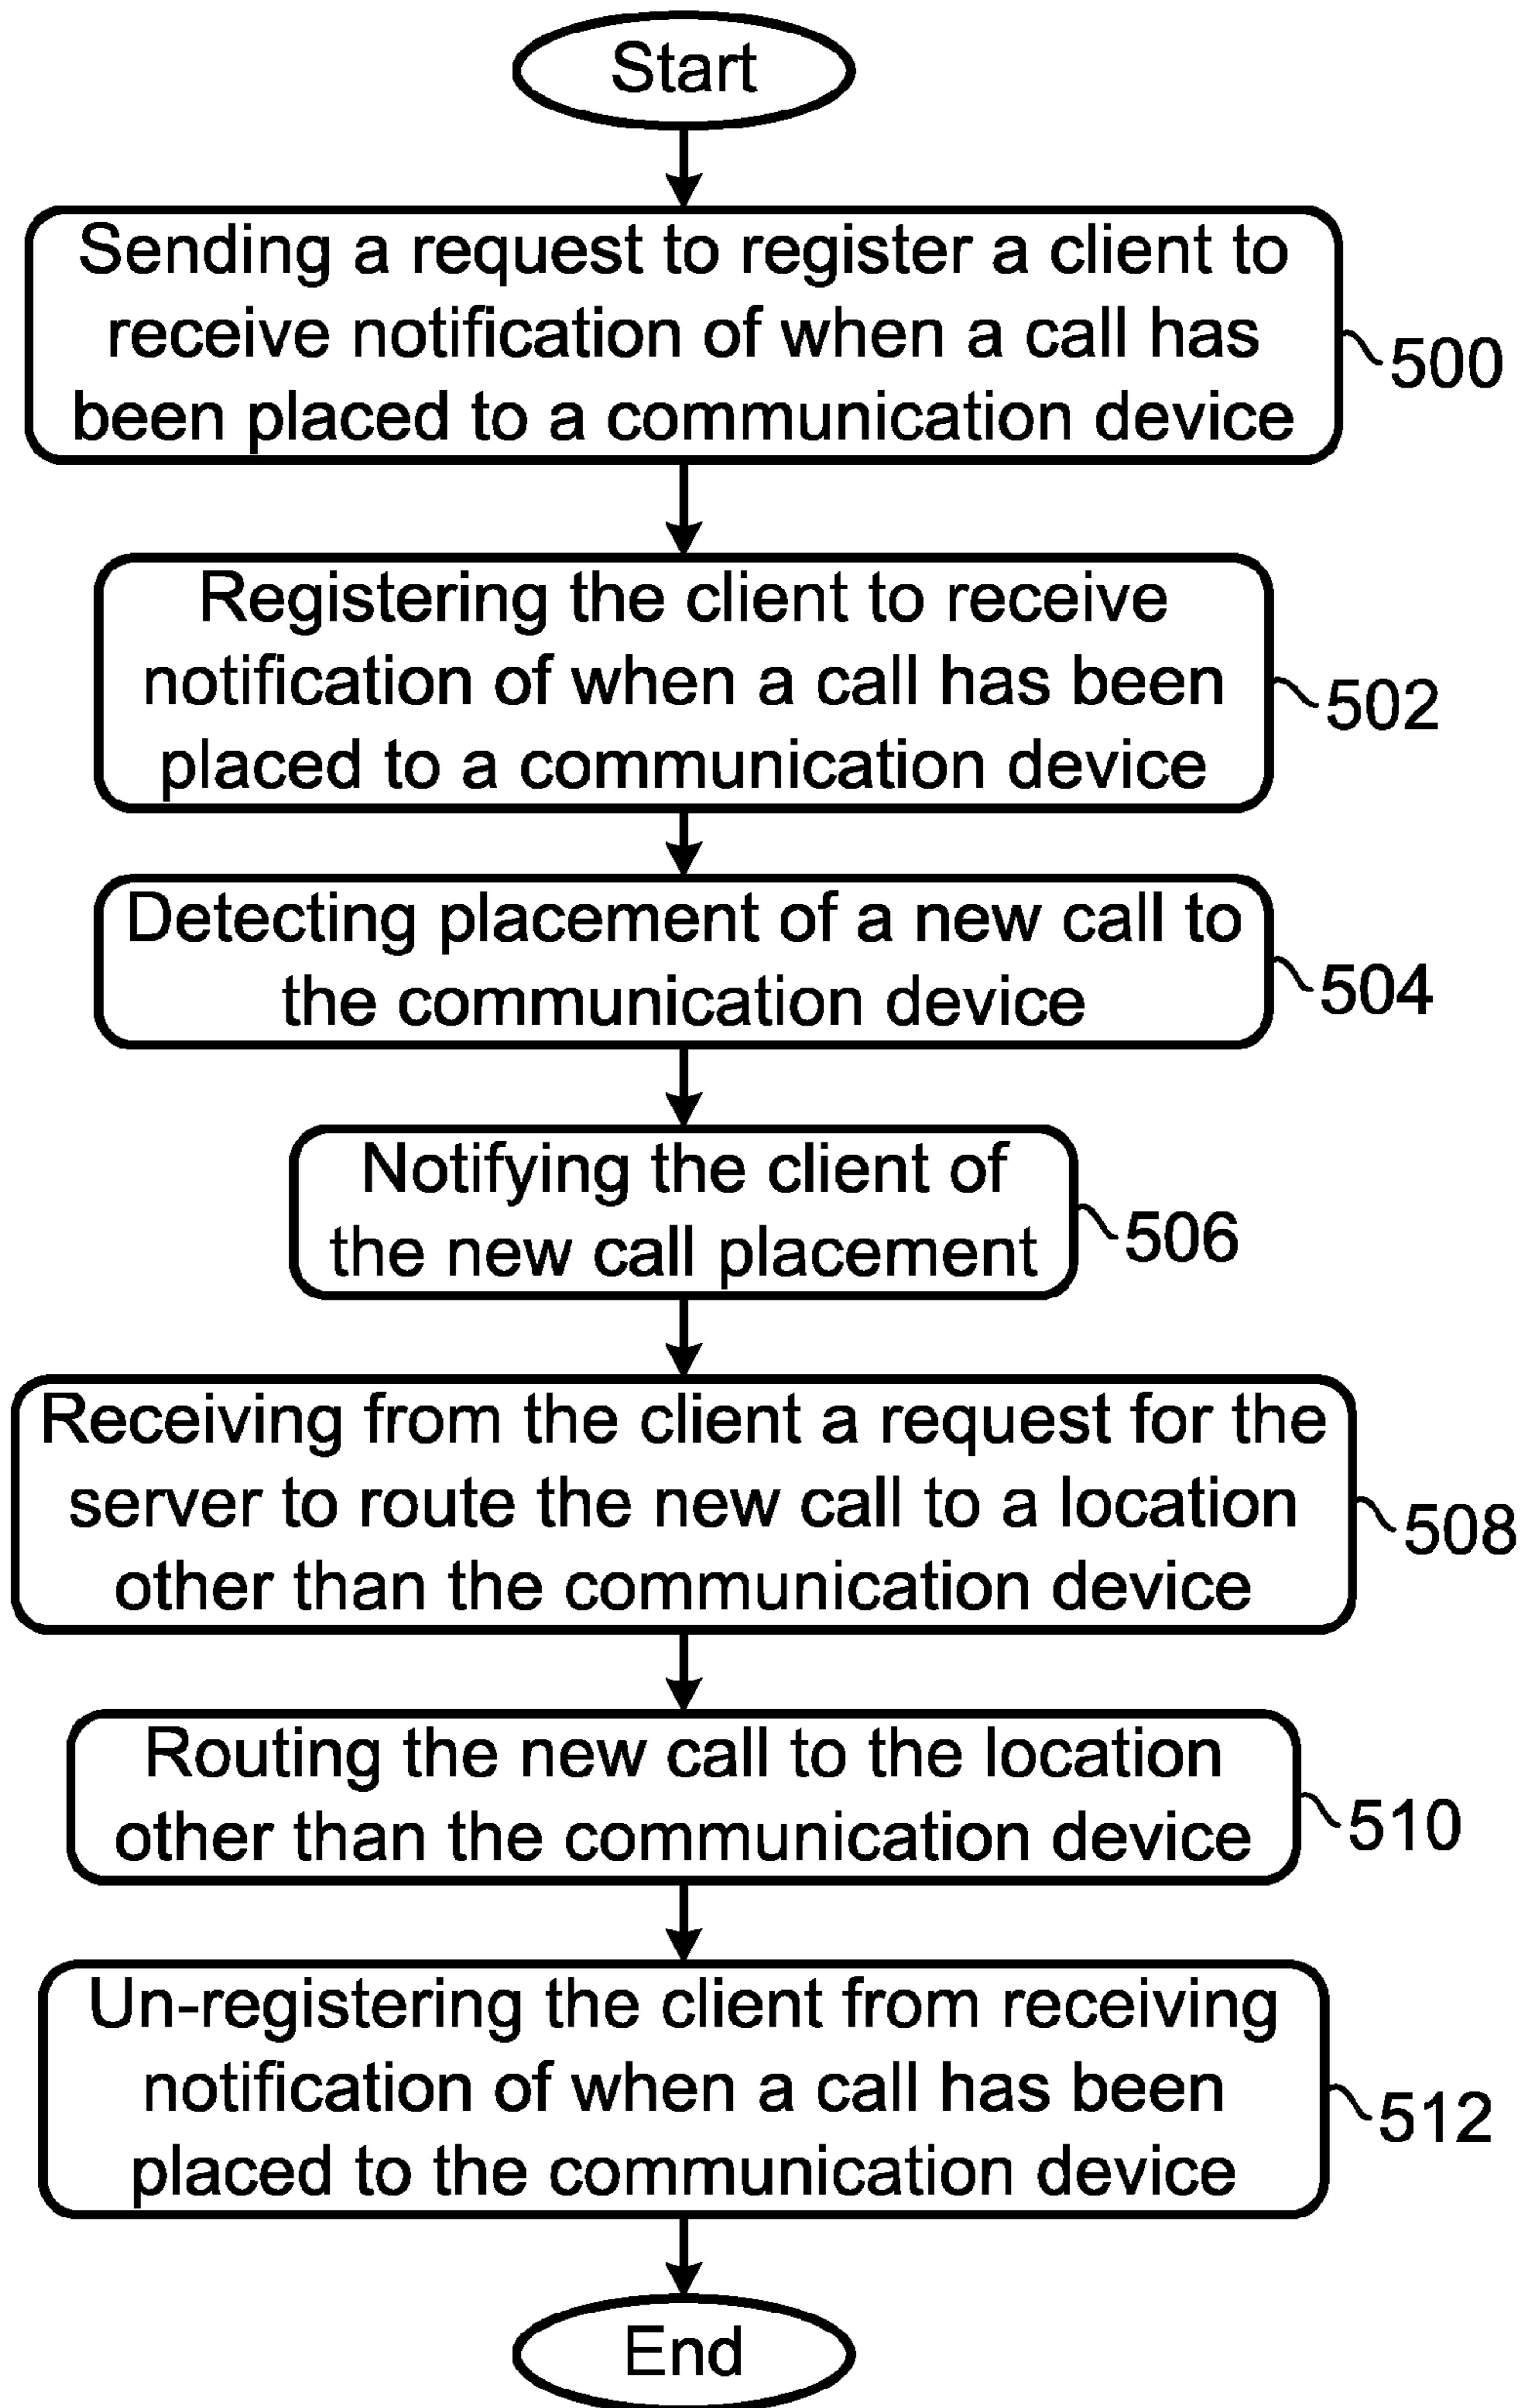 Start
Sending a request to register a client to
receive notification of when a call has
been placed to a communication device
500
Registering the client to receive
notification of when a call has been
placed to a communication device
502
Detecting placement of a new call to
the communication device
504
Notifying the client of
the new call placement
506
Receiving from the client a request for the
server to route the new call to a location
other than the communication device
508
Routing the new call to the location
other than the communication device
510
Un-registering the client from receiving
notification of when a call has been
placed to the communication device
512
End